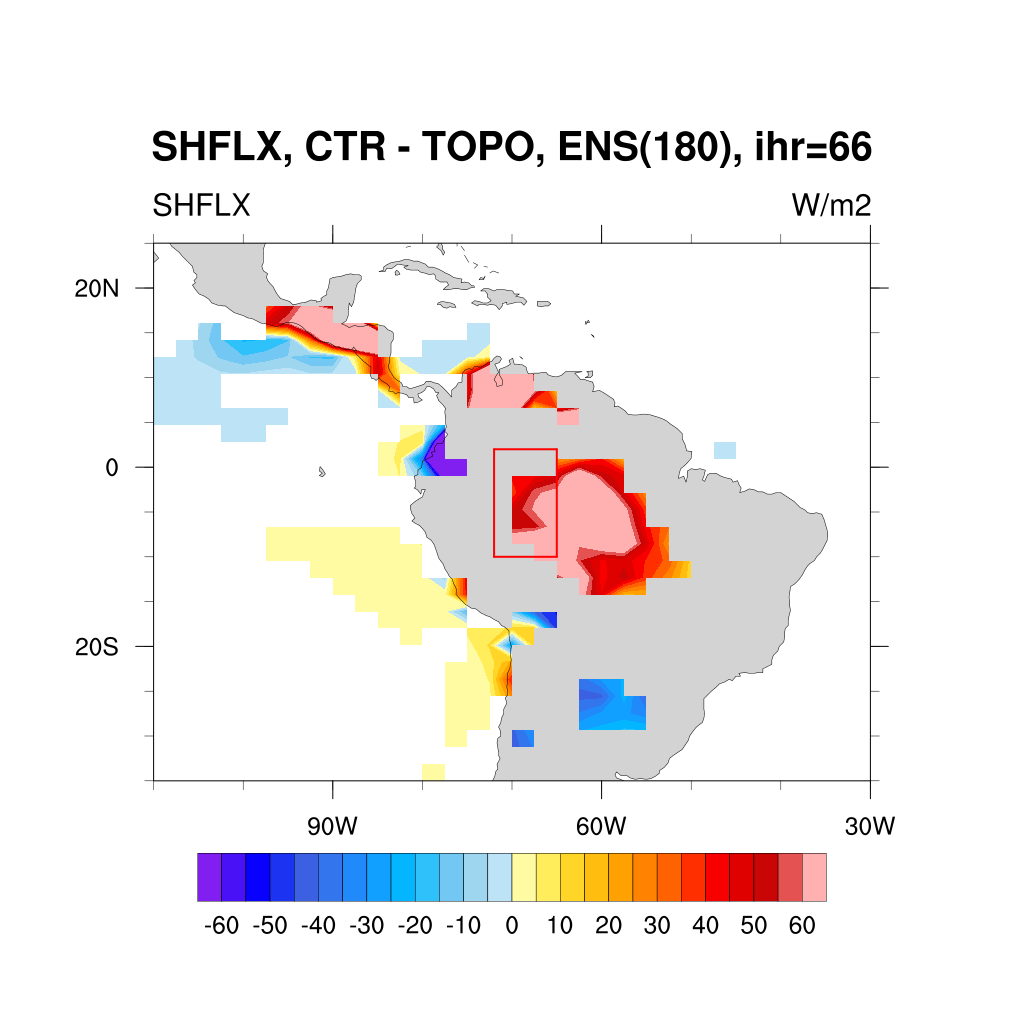 SHFLX, CTR - TOPO, ENS(180), ihr=66
SHFLX W/m2
20N
0
20S
90W 60W 30W
-60 -50 -40 -30 -20 -10 0 10 20 30 40 50 60